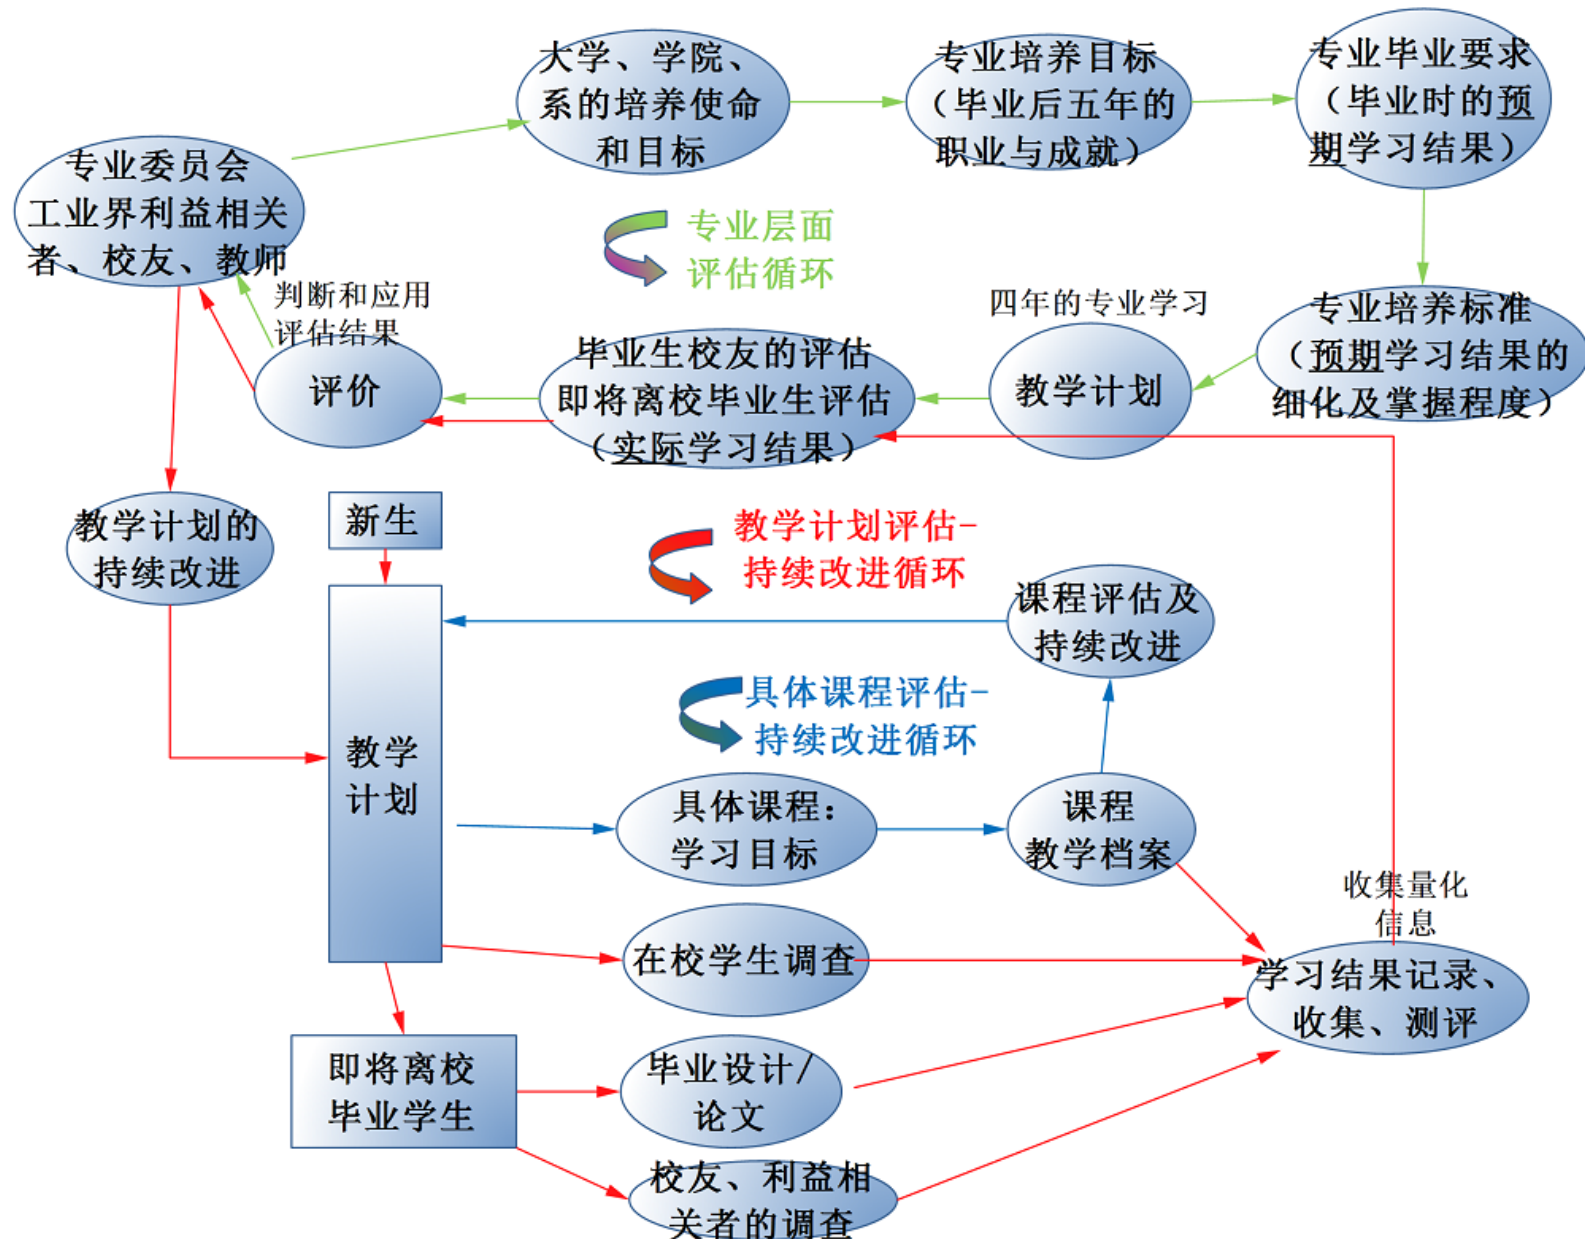 大学、学院、
系的培养使命
和目标
专业培养目标
（毕业后五年的
职业与成就）
专业毕业要求
（毕业时的预
期学习结果）
专业委员会
工业界利益相关
者、校友、教师
专业层面
评估循环
判断和应用
评估结果
四年的专业学习
专业培养标准
（预期学习结果的
细化及掌握程度）
评价
毕业生校友的评估
即将离校毕业生评估
（实际学习结果）
教学计划
教学计划的
持续改进
新生
教学计划评估-
持续改进循环
课程评估及
持续改进
具体课程评估-
持续改进循环
教学
计划
具体课程：
学习目标
课程
教学档案
收集量化
信息
在校学生调查
学习结果记录、
收集、测评
即将离校
毕业学生
毕业设计/
论文
校友、利益相
关者的调查